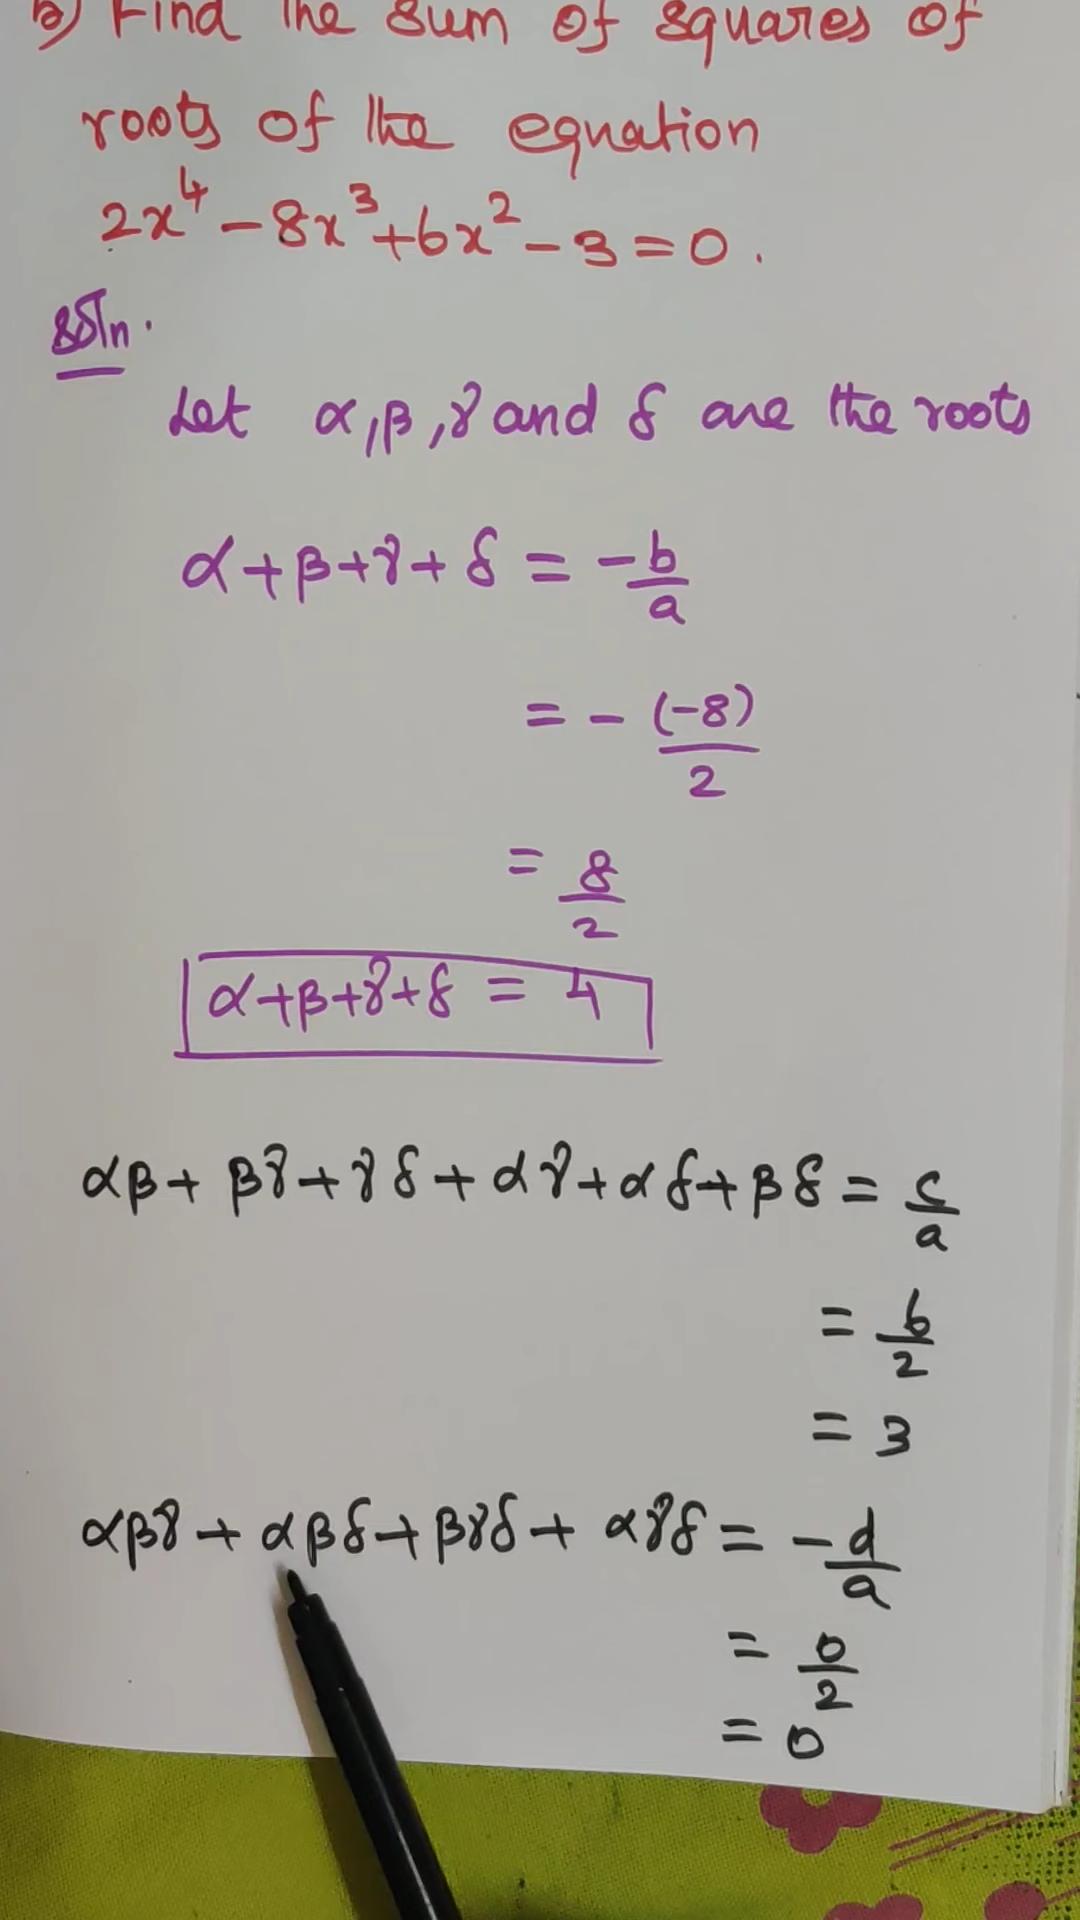 b) Find the sum of squares of
roots of the equation
2x⁴ - 8x³ + 6x² - 3 = 0 .
Soln.
Let α, β, γ and δ are the roots
α + β + γ + δ = - b/a
= - (-8)/2
= 8/2
α + β + γ + δ = 4
αβ + βγ + γδ + αγ + αδ + βδ = c/a
= 6/2
= 3
αβγ + αβδ + βγδ + αγδ = - d/a
= 0/2
= 0